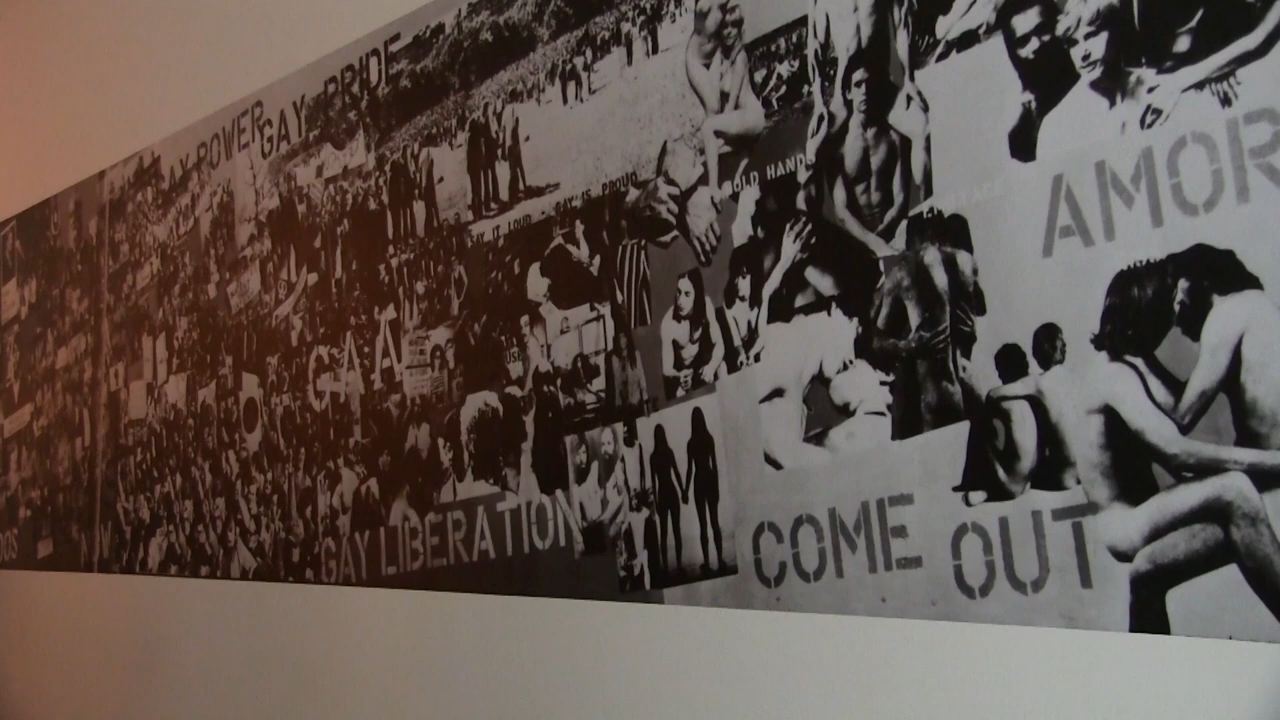 GAY POWER
GAY PRIDE
SAY IT LOUD GAY IS PROUD
HOLD HANDS
AMOR
GAA
GAY LIBERATION
COME OUT